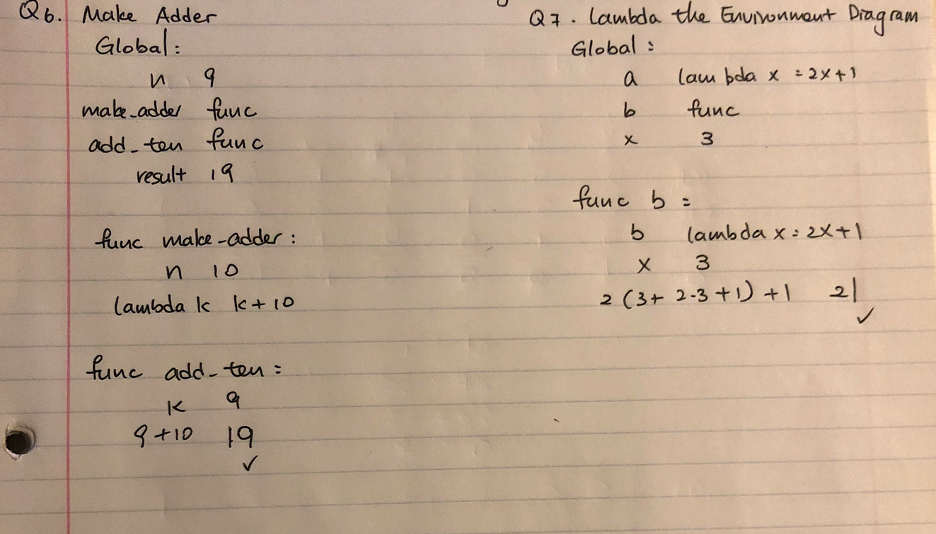 Q6. Make Adder
Global:
n 9
make_adder func
add_ten func
result 19
func make-adder:
n 10
lambda k k+10
func add-ten:
k 9
9+10 19
✓
Q7. Lambda the Environment Diagram
Global:
a lambda x = 2x+1
b func
x 3
func b =
b lambda x = 2x+1
x 3
2(3+ 2·3+1)+1 21
✓